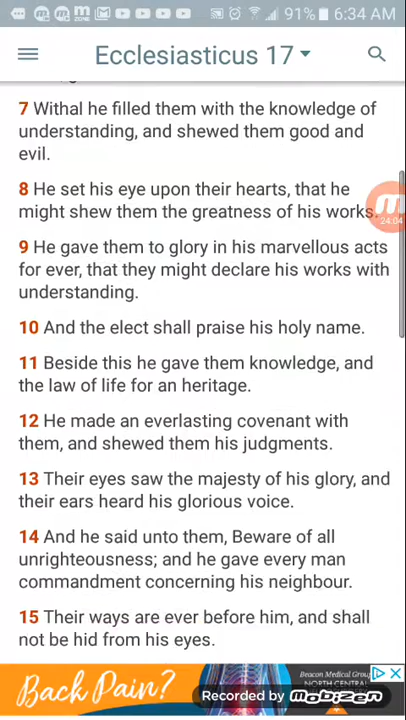 91% 6:34 AM
Ecclesiasticus 17
7 Withal he filled them with the knowledge of
understanding, and shewed them good and
evil.
8 He set his eye upon their hearts, that he
might shew them the greatness of his works.
24:04
9 He gave them to glory in his marvellous acts
for ever, that they might declare his works with
understanding.
10 And the elect shall praise his holy name.
11 Beside this he gave them knowledge, and
the law of life for an heritage.
12 He made an everlasting covenant with
them, and shewed them his judgments.
13 Their eyes saw the majesty of his glory, and
their ears heard his glorious voice.
14 And he said unto them, Beware of all
unrighteousness; and he gave every man
commandment concerning his neighbour.
15 Their ways are ever before him, and shall
not be hid from his eyes.
Back Pain?
Beacon Medical Group
NORTH CENTRAL
Recorded by mobizen